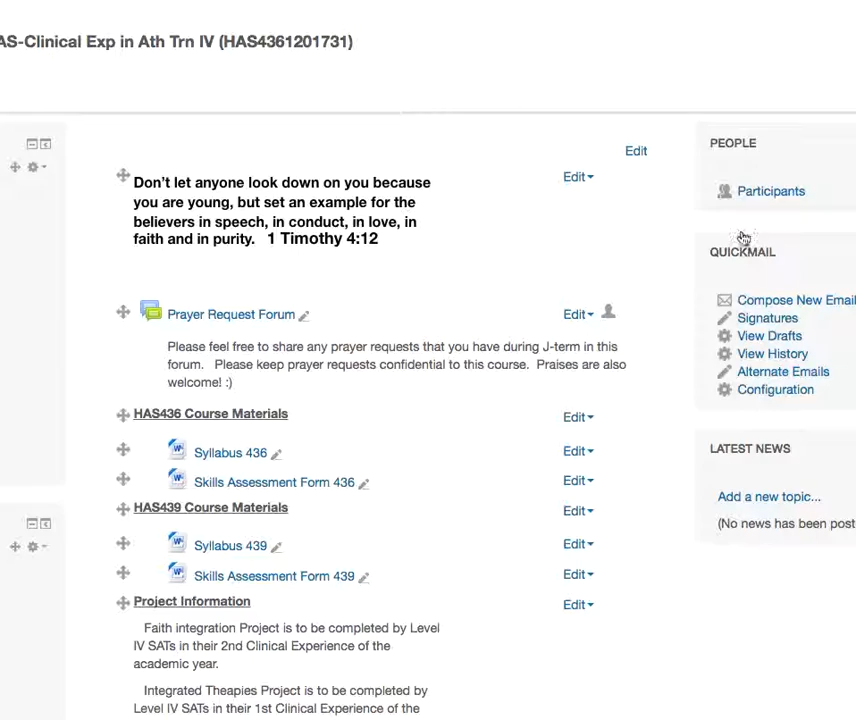 AS-Clinical Exp in Ath Trn IV (HAS4361201731)
Edit
Don't let anyone look down on you because
you are young, but set an example for the
believers in speech, in conduct, in love, in
faith and in purity. 1 Timothy 4:12
Edit
Prayer Request Forum
Edit
Please feel free to share any prayer requests that you have during J-term in this
forum. Please keep prayer requests confidential to this course. Praises are also
welcome! :)
HAS436 Course Materials
Edit
Syllabus 436
Edit
Skills Assessment Form 436
Edit
HAS439 Course Materials
Edit
Syllabus 439
Edit
Skills Assessment Form 439
Edit
Project Information
Edit
Faith integration Project is to be completed by Level
IV SATs in their 2nd Clinical Experience of the
academic year.
Integrated Theapies Project is to be completed by
Level IV SATs in their 1st Clinical Experience of the
PEOPLE
Participants
QUICKMAIL
Compose New Email
Signatures
View Drafts
View History
Alternate Emails
Configuration
LATEST NEWS
Add a new topic...
(No news has been post